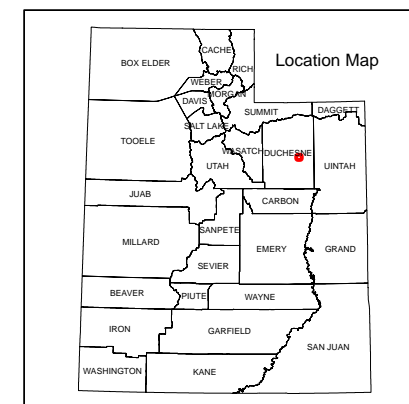 Location Map
CACHE
BOX ELDER
RICH
WEBER
MORGAN
DAVIS
SUMMIT
DAGGETT
SALT LAKE
TOOELE
WASATCH
DUCHESNE
UTAH
UINTAH
JUAB
CARBON
SANPETE
MILLARD
EMERY
GRAND
SEVIER
BEAVER
PIUTE
WAYNE
IRON
GARFIELD
SAN JUAN
WASHINGTON
KANE